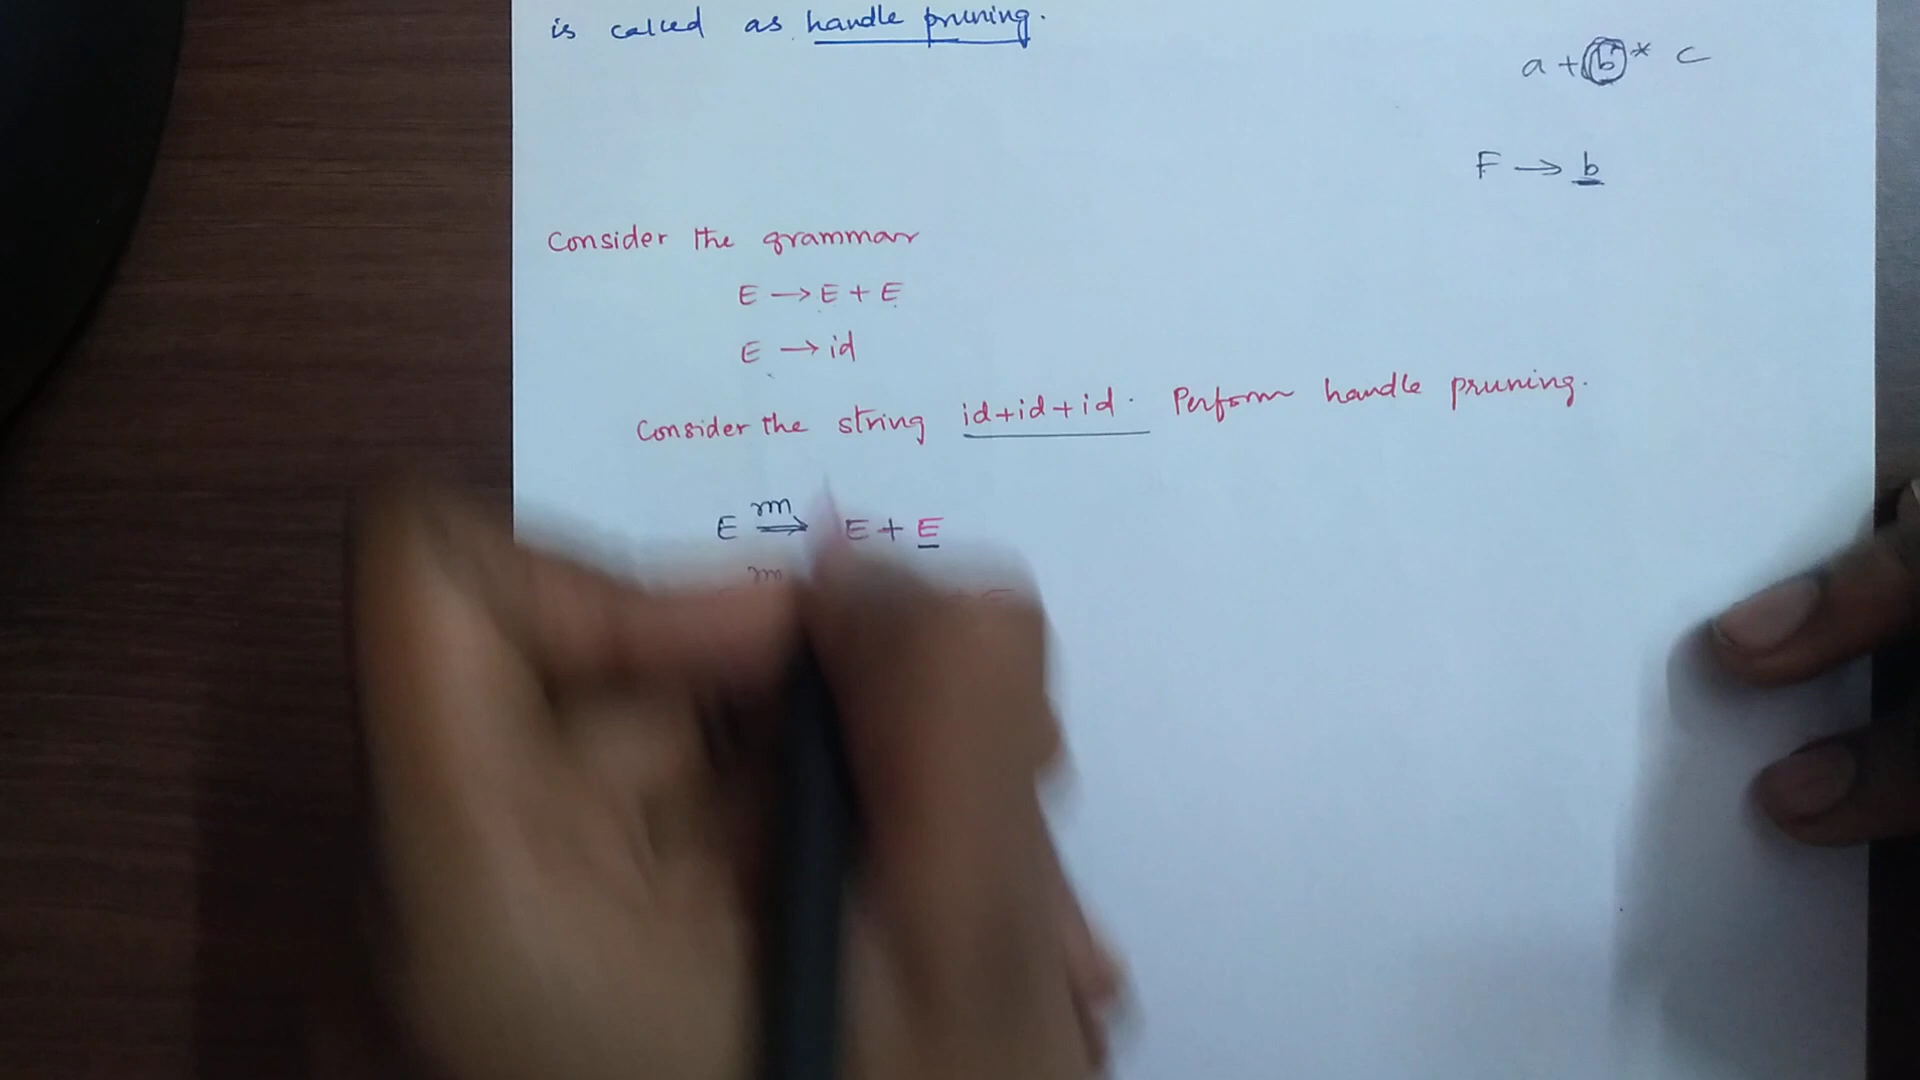 is called as handle pruning.
a + b * c
F → b
Consider the grammar
E → E + E
E → id
Consider the string id+id+id. Perform handle pruning.
E rm⇒ E + E
rm